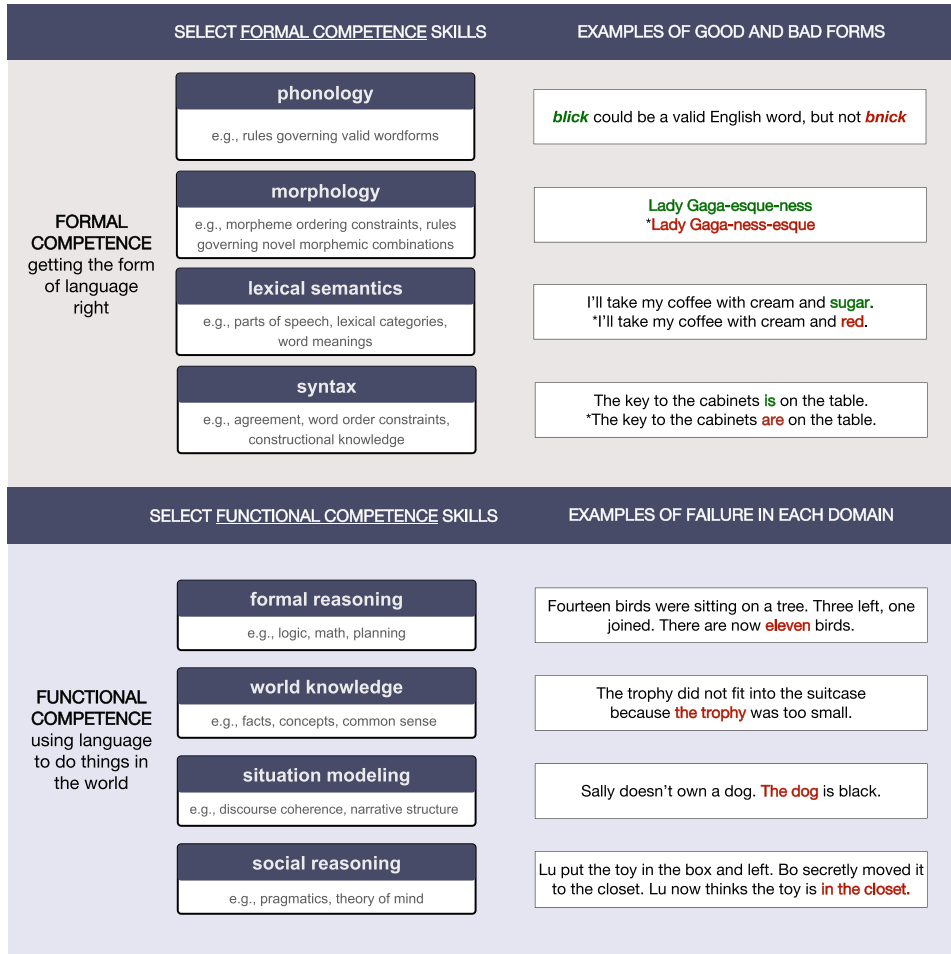 SELECT FORMAL COMPETENCE SKILLS
EXAMPLES OF GOOD AND BAD FORMS
FORMAL
COMPETENCE
getting the form
of language
right
phonology
e.g., rules governing valid wordforms
blick could be a valid English word, but not bnick
morphology
e.g., morpheme ordering constraints, rules
governing novel morphemic combinations
Lady Gaga-esque-ness
*Lady Gaga-ness-esque
lexical semantics
e.g., parts of speech, lexical categories,
word meanings
I’ll take my coffee with cream and sugar.
*I’ll take my coffee with cream and red.
syntax
e.g., agreement, word order constraints,
constructional knowledge
The key to the cabinets is on the table.
*The key to the cabinets are on the table.
SELECT FUNCTIONAL COMPETENCE SKILLS
EXAMPLES OF FAILURE IN EACH DOMAIN
FUNCTIONAL
COMPETENCE
using language
to do things in
the world
formal reasoning
e.g., logic, math, planning
Fourteen birds were sitting on a tree. Three left, one
joined. There are now eleven birds.
world knowledge
e.g., facts, concepts, common sense
The trophy did not fit into the suitcase
because the trophy was too small.
situation modeling
e.g., discourse coherence, narrative structure
Sally doesn’t own a dog. The dog is black.
social reasoning
e.g., pragmatics, theory of mind
Lu put the toy in the box and left. Bo secretly moved it
to the closet. Lu now thinks the toy is in the closet.